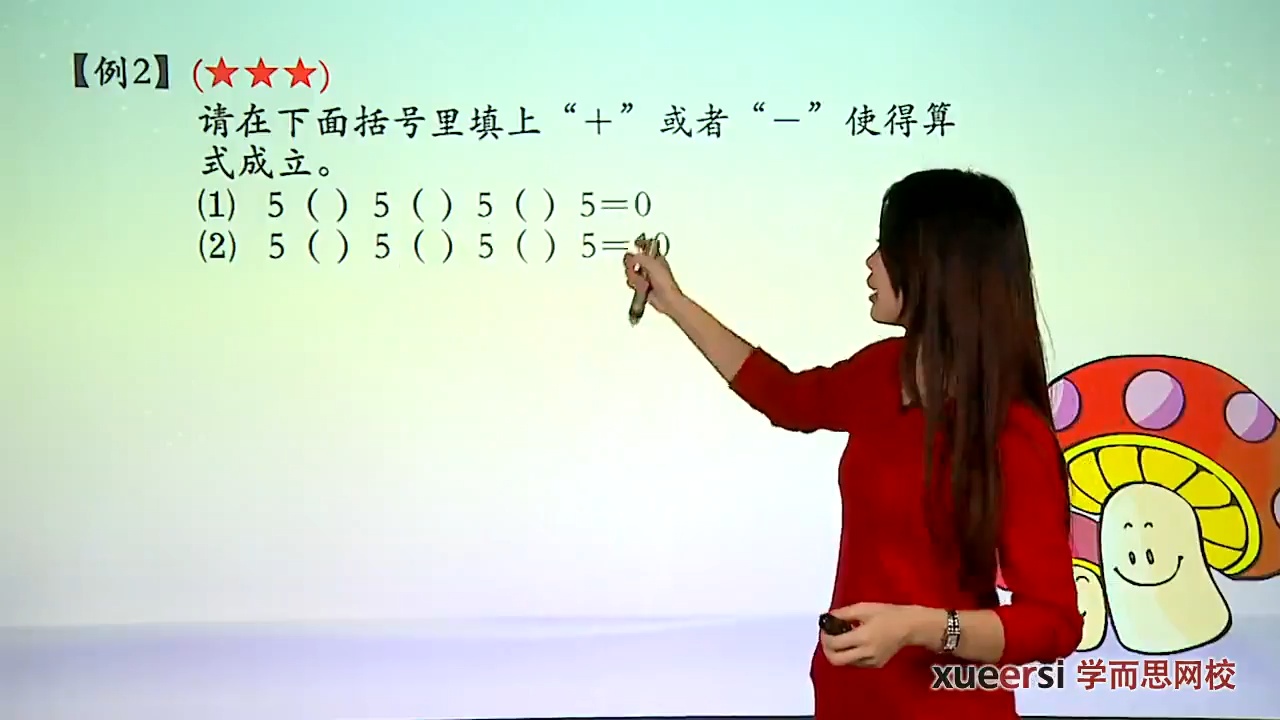 【例2】(★★★)
请在下面括号里填上“＋”或者“－”使得算
式成立。
⑴ 5 ( ) 5 ( ) 5 ( ) 5=0
⑵ 5 ( ) 5 ( ) 5 ( ) 5=10
xueersi 学而思网校